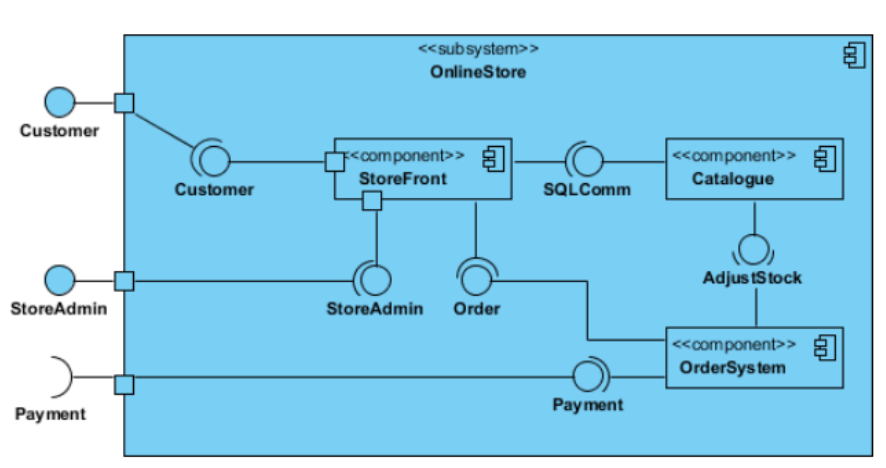 <<subsystem>>
OnlineStore
Customer
<<component>>
StoreFront
<<component>>
Catalogue
Customer
SQLComm
AdjustStock
StoreAdmin
StoreAdmin
Order
<<component>>
OrderSystem
Payment
Payment